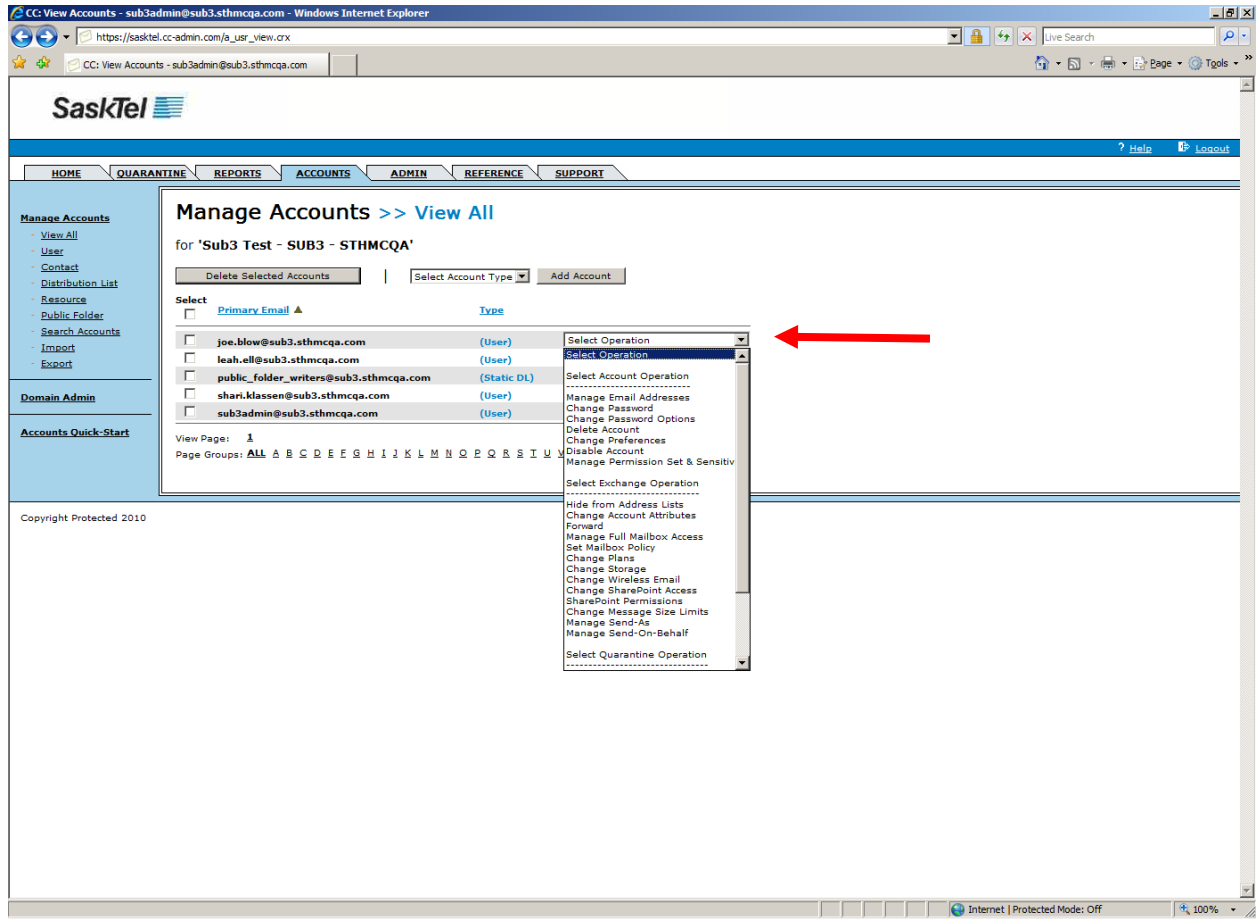 CC: View Accounts - sub3admin@sub3.sthmcqa.com - Windows Internet Explorer
https://sasktel.cc-admin.com/a_usr_view.crx
Live Search
CC: View Accounts - sub3admin@sub3.sthmcqa.com
Page
Tools
SaskTel
? Help
Logout
HOME QUARANTINE REPORTS ACCOUNTS ADMIN REFERENCE SUPPORT
Manage Accounts
- View All
- User
- Contact
- Distribution List
- Resource
- Public Folder
- Search Accounts
- Import
- Export
Domain Admin
Accounts Quick-Start
Manage Accounts >> View All
for 'Sub3 Test - SUB3 - STHMCQA'
Delete Selected Accounts | Select Account Type Add Account
Select
Primary Email Type
joe.blow@sub3.sthmcqa.com (User) Select Operation
leah.ell@sub3.sthmcqa.com (User)
public_folder_writers@sub3.sthmcqa.com (Static DL)
shari.klassen@sub3.sthmcqa.com (User)
sub3admin@sub3.sthmcqa.com (User)
View Page: 1
Page Groups: ALL A B C D E F G H I J K L M N O P Q R S T U V
Select Operation
Select Account Operation
----------------------------
Manage Email Addresses
Change Password
Change Password Options
Delete Account
Change Preferences
Disable Account
Manage Permission Set & Sensitiv
Select Exchange Operation
------------------------------
Hide from Address Lists
Change Account Attributes
Forward
Manage Full Mailbox Access
Set Mailbox Policy
Change Plans
Change Storage
Change Wireless Email
Change SharePoint Access
SharePoint Permissions
Change Message Size Limits
Manage Send-As
Manage Send-On-Behalf
Select Quarantine Operation
--------------------------------
Copyright Protected 2010
Internet | Protected Mode: Off
100%